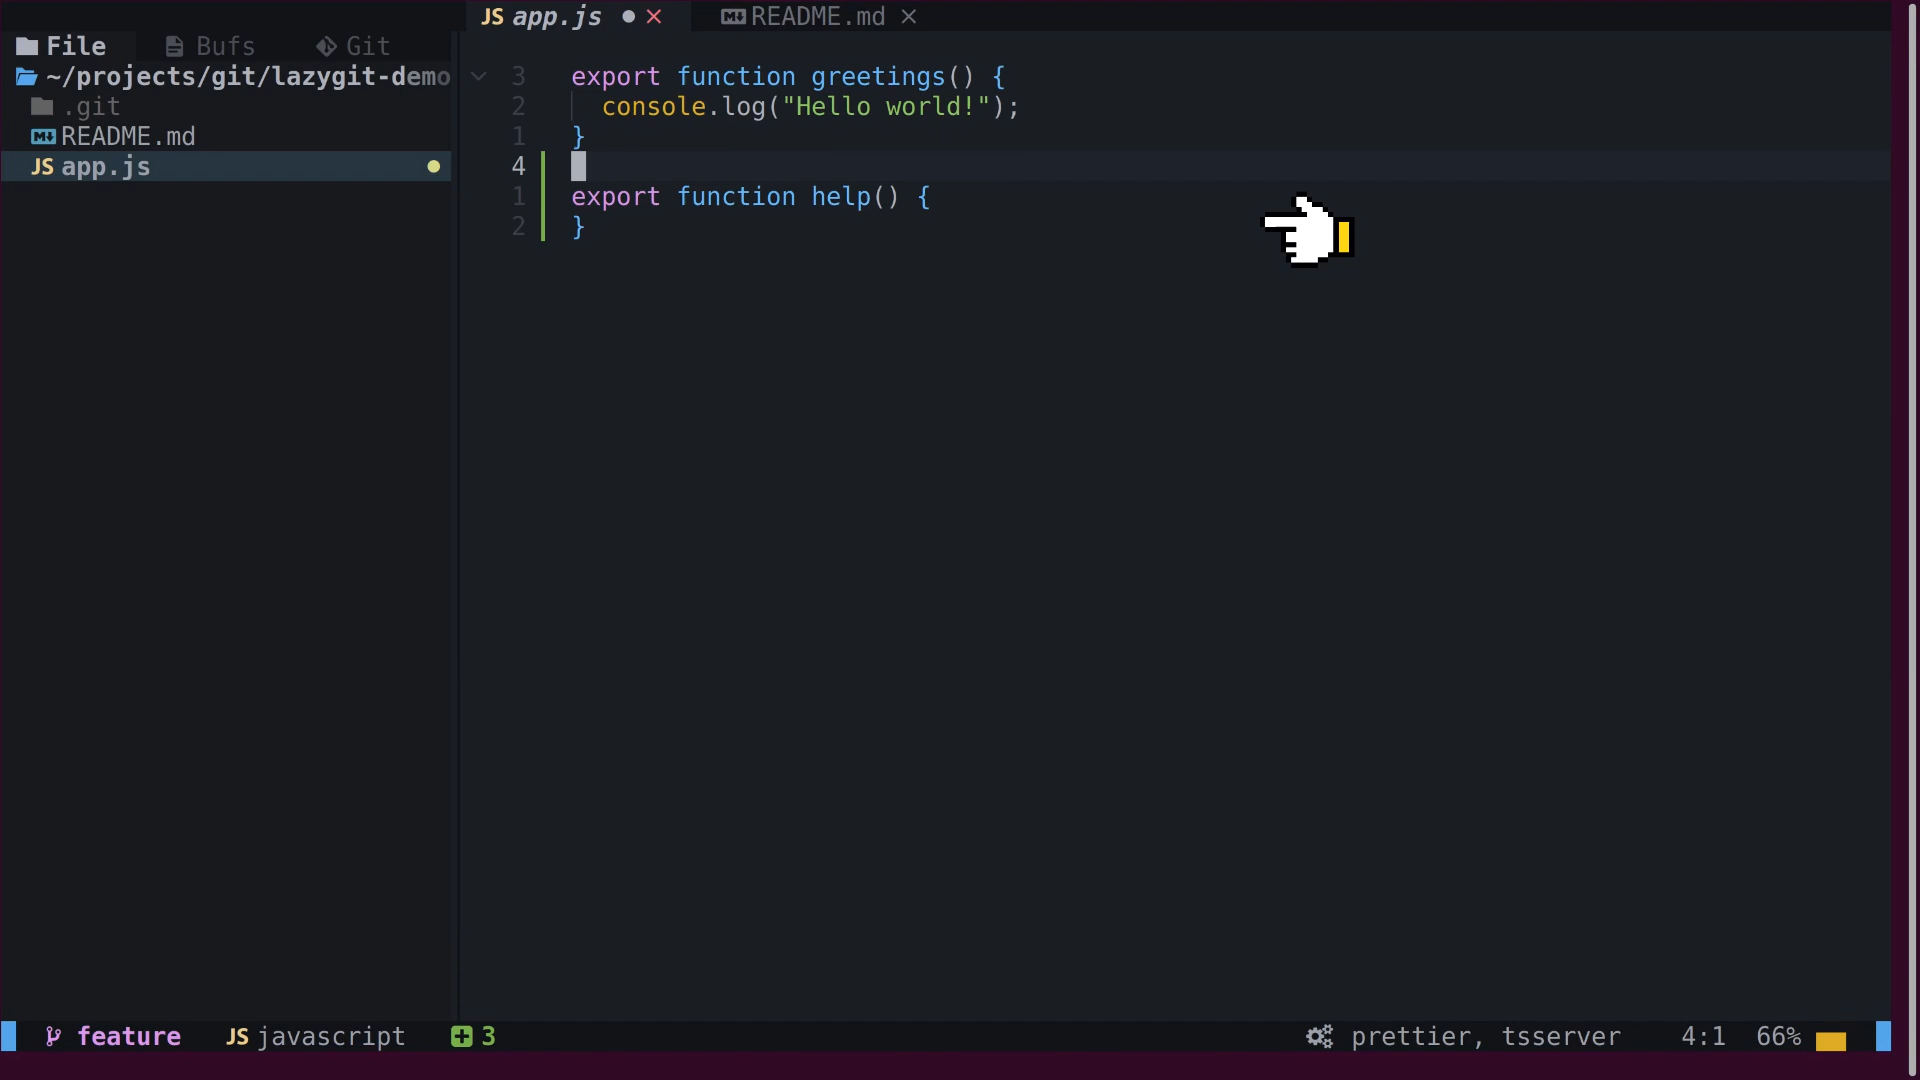 JS app.js README.md
File Bufs Git
~/projects/git/lazygit-demo
.git
README.md
JS app.js
3 export function greetings() {
2 console.log("Hello world!");
1 }
4
1 export function help() {
2 }
feature JS javascript 3 prettier, tsserver 4:1 66%